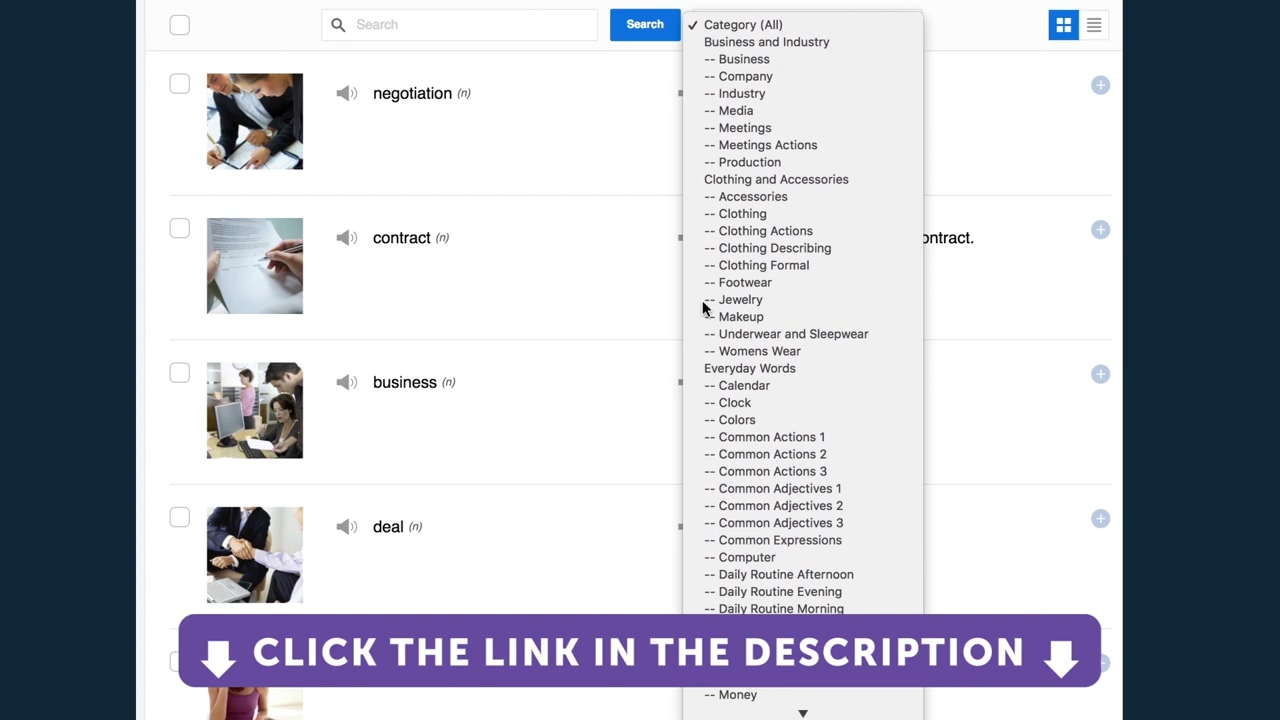 Search
Search
✓ Category (All)
Business and Industry
-- Business
-- Company
-- Industry
-- Media
-- Meetings
-- Meetings Actions
-- Production
Clothing and Accessories
-- Accessories
-- Clothing
-- Clothing Actions
-- Clothing Describing
-- Clothing Formal
-- Footwear
-- Jewelry
-- Makeup
-- Underwear and Sleepwear
-- Womens Wear
Everyday Words
-- Calendar
-- Clock
-- Colors
-- Common Actions 1
-- Common Actions 2
-- Common Actions 3
-- Common Adjectives 1
-- Common Adjectives 2
-- Common Adjectives 3
-- Common Expressions
-- Computer
-- Daily Routine Afternoon
-- Daily Routine Evening
-- Daily Routine Morning
-- Money
negotiation (n)
contract (n)
ontract.
business (n)
deal (n)
CLICK THE LINK IN THE DESCRIPTION